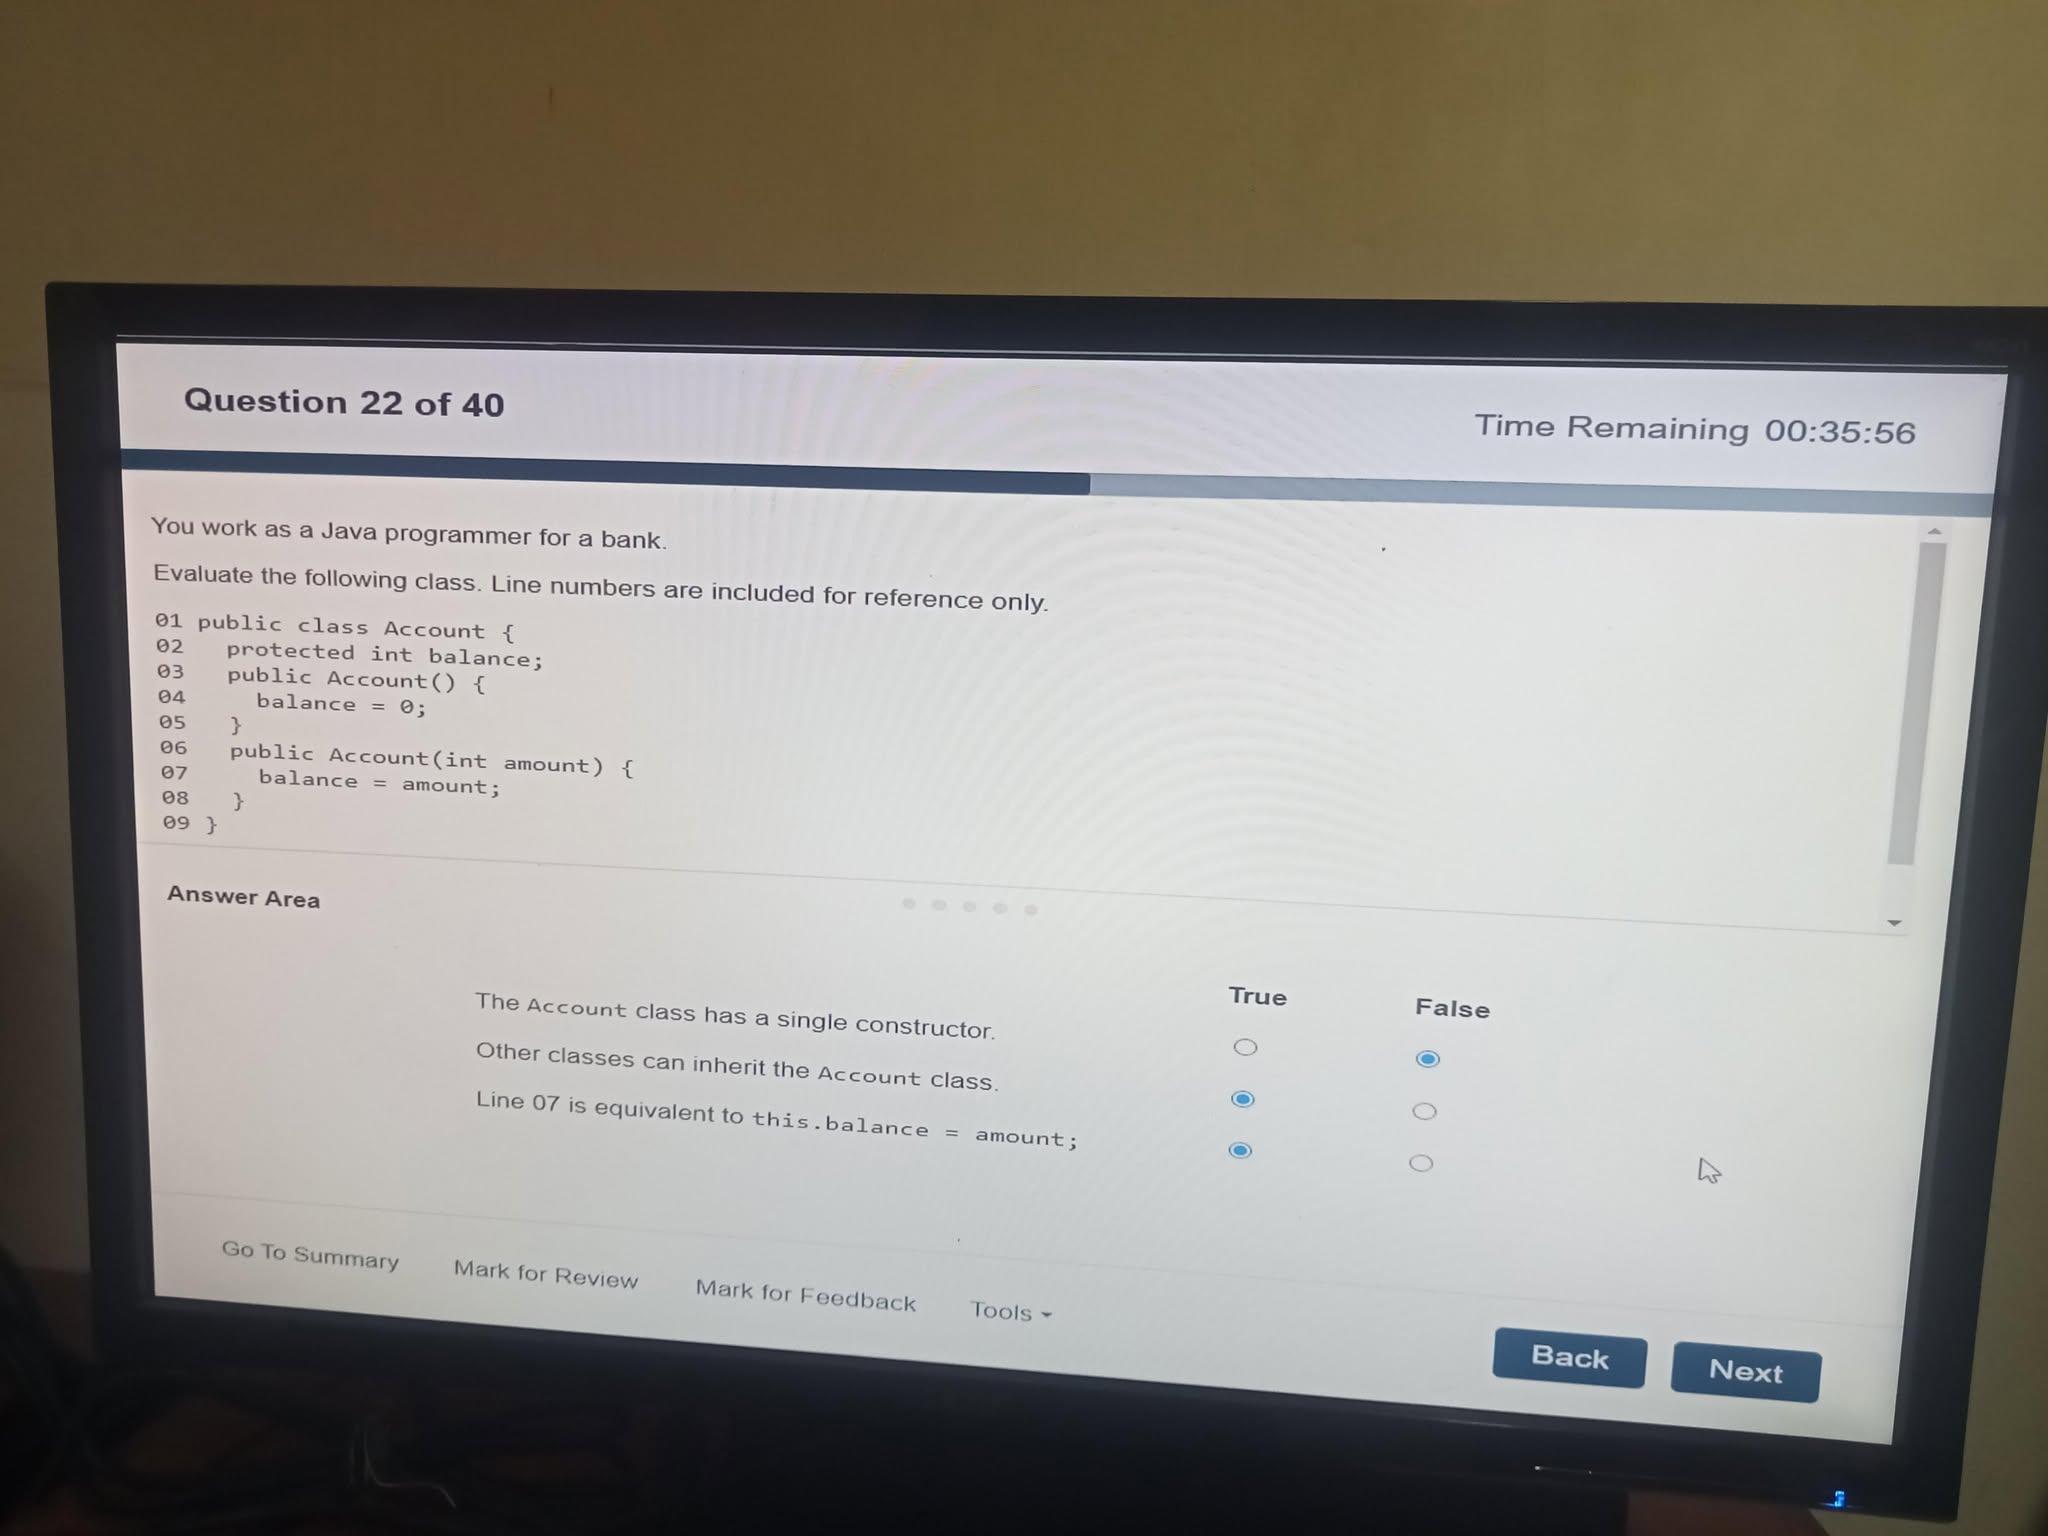 Question 22 of 40
Time Remaining 00:35:56
You work as a Java programmer for a bank.
Evaluate the following class. Line numbers are included for reference only.
01 public class Account {
02   protected int balance;
03   public Account() {
04     balance = 0;
05   }
06   public Account(int amount) {
07     balance = amount;
08   }
09 }
Answer Area
True False
The Account class has a single constructor.
Other classes can inherit the Account class.
Line 07 is equivalent to this.balance = amount;
Go To Summary Mark for Review Mark for Feedback Tools
Back Next